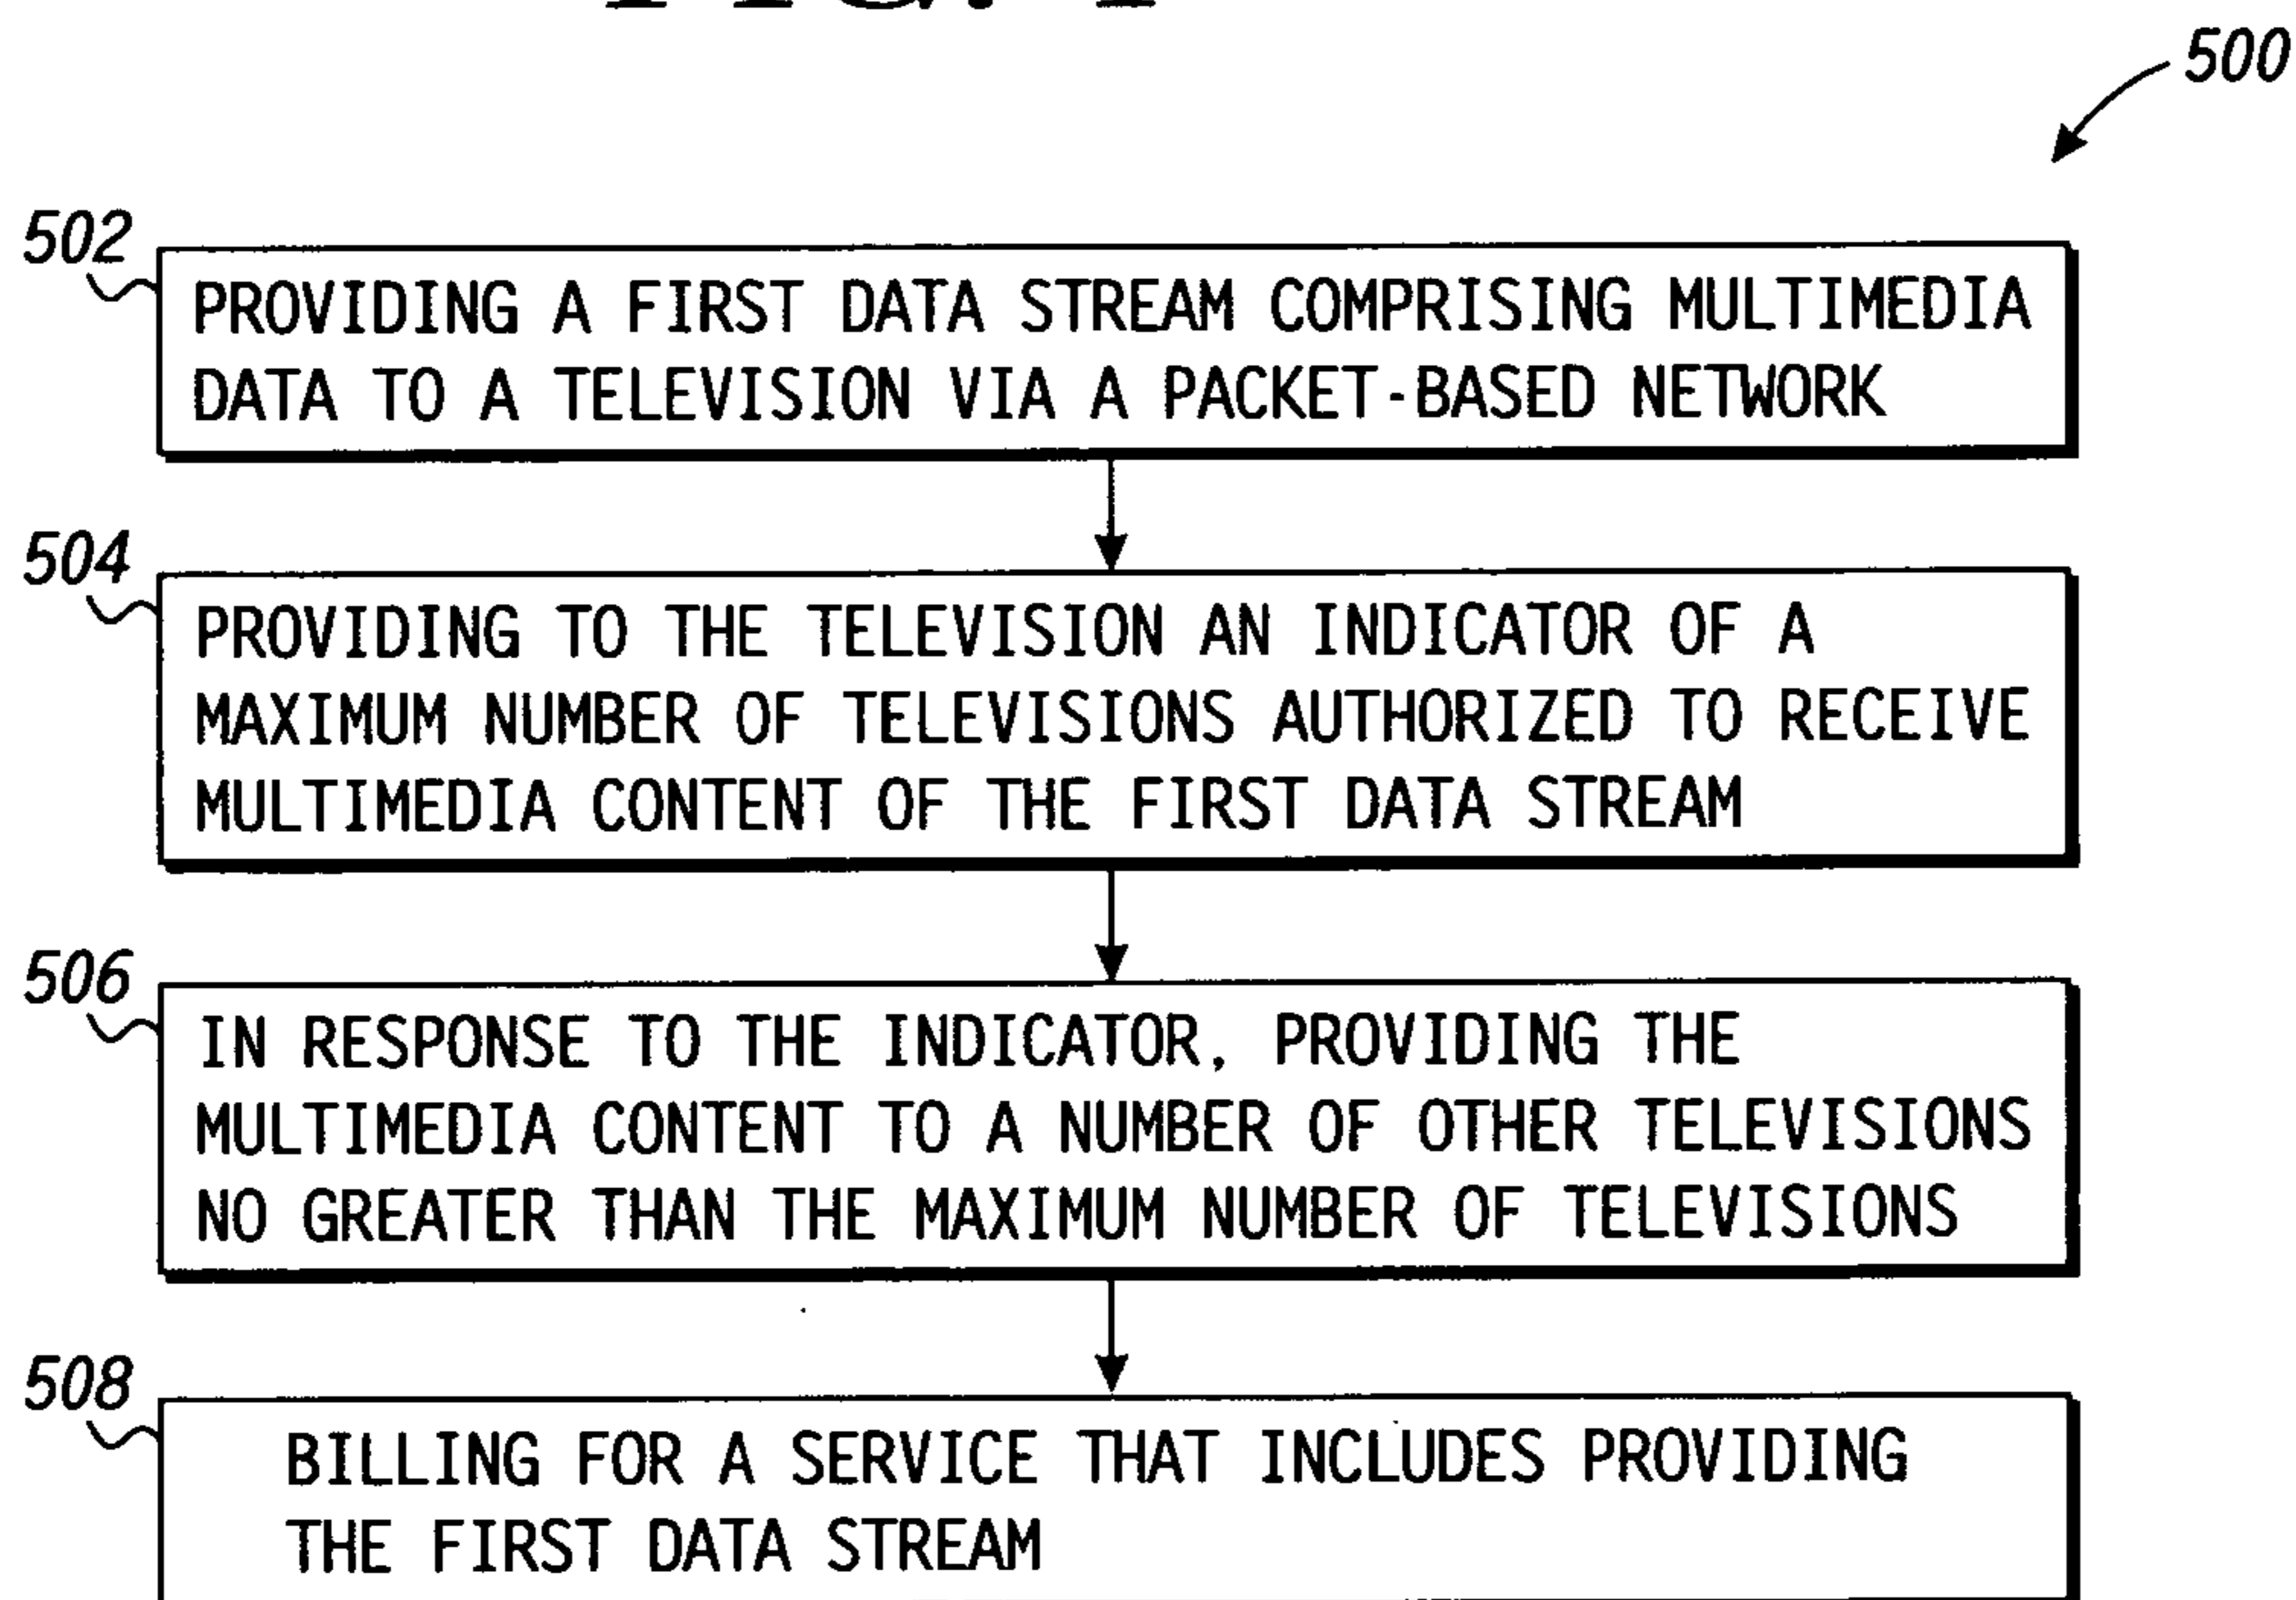 500
502
PROVIDING A FIRST DATA STREAM COMPRISING MULTIMEDIA
DATA TO A TELEVISION VIA A PACKET-BASED NETWORK
504
PROVIDING TO THE TELEVISION AN INDICATOR OF A
MAXIMUM NUMBER OF TELEVISIONS AUTHORIZED TO RECEIVE
MULTIMEDIA CONTENT OF THE FIRST DATA STREAM
506
IN RESPONSE TO THE INDICATOR, PROVIDING THE
MULTIMEDIA CONTENT TO A NUMBER OF OTHER TELEVISIONS
NO GREATER THAN THE MAXIMUM NUMBER OF TELEVISIONS
508
BILLING FOR A SERVICE THAT INCLUDES PROVIDING
THE FIRST DATA STREAM